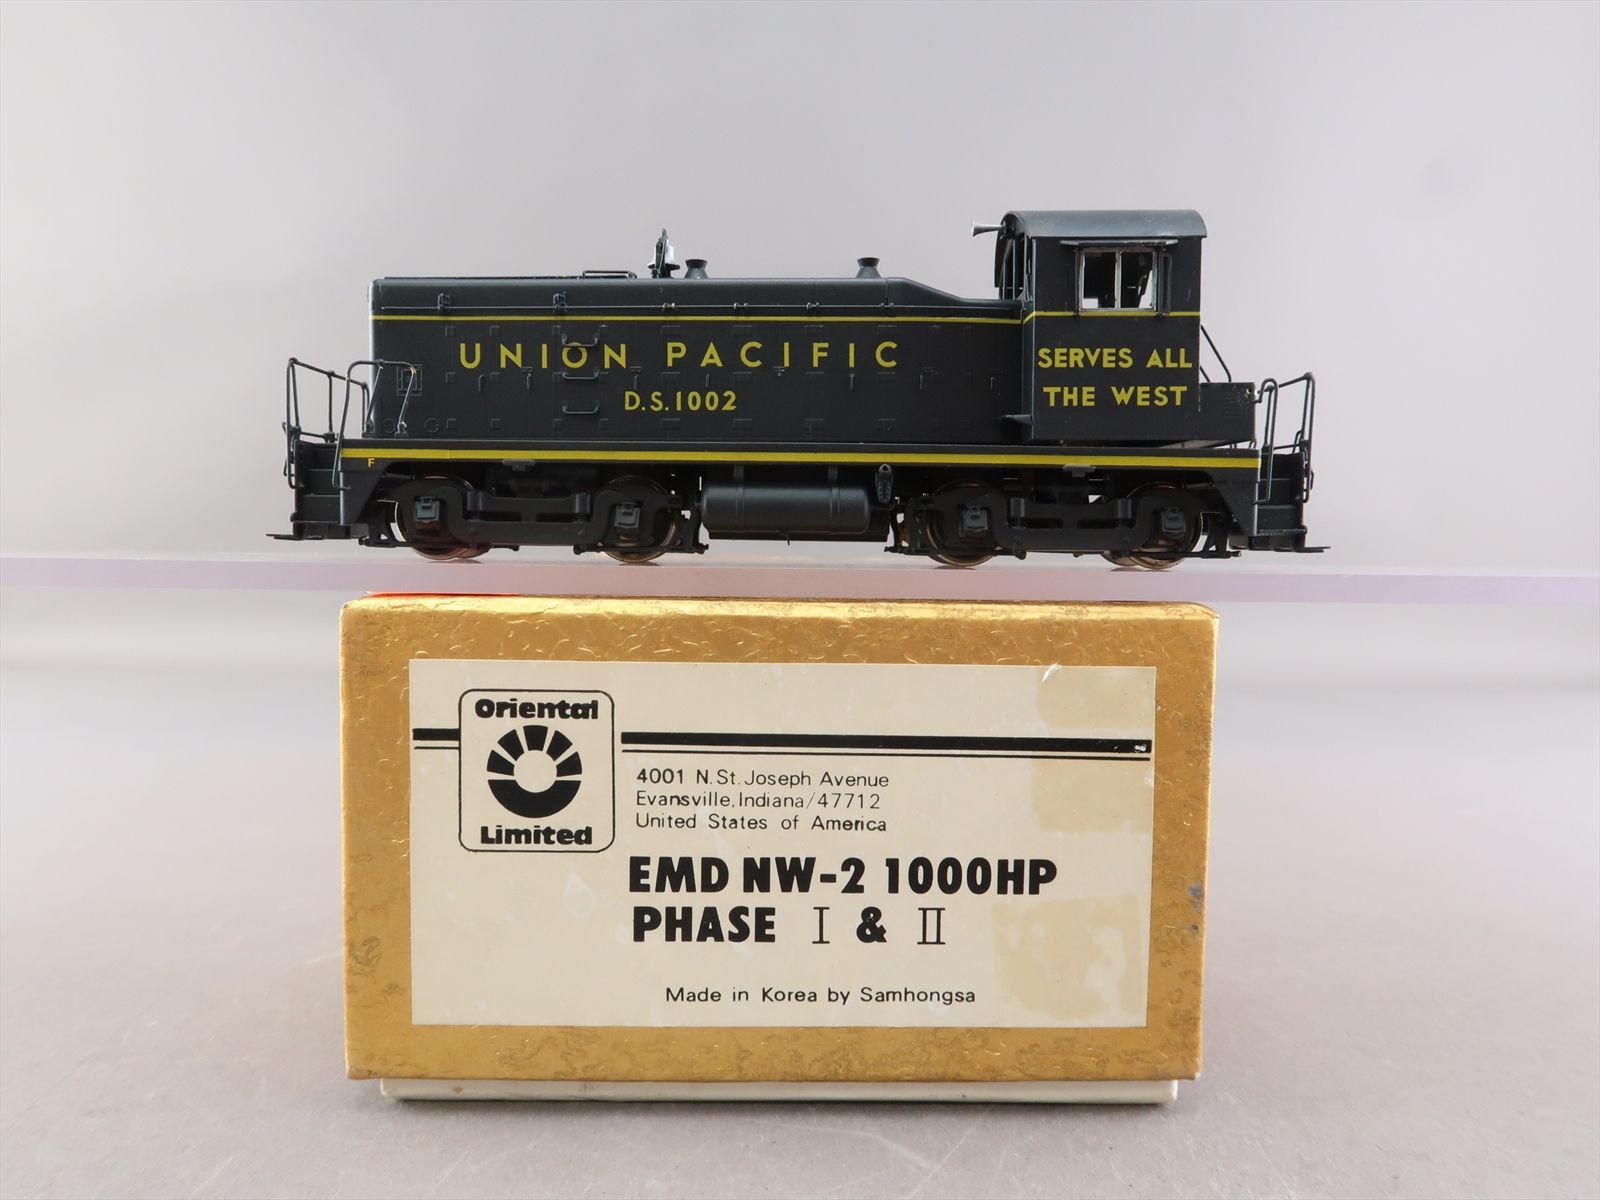 UNION PACIFIC
D.S.1002
SERVES ALL
THE WEST
F
Oriental
Limited
4001 N. St. Joseph Avenue
Evansville, Indiana/47712
United States of America
EMD NW-2 1000HP
PHASE I & II
Made in Korea by Samhongsa